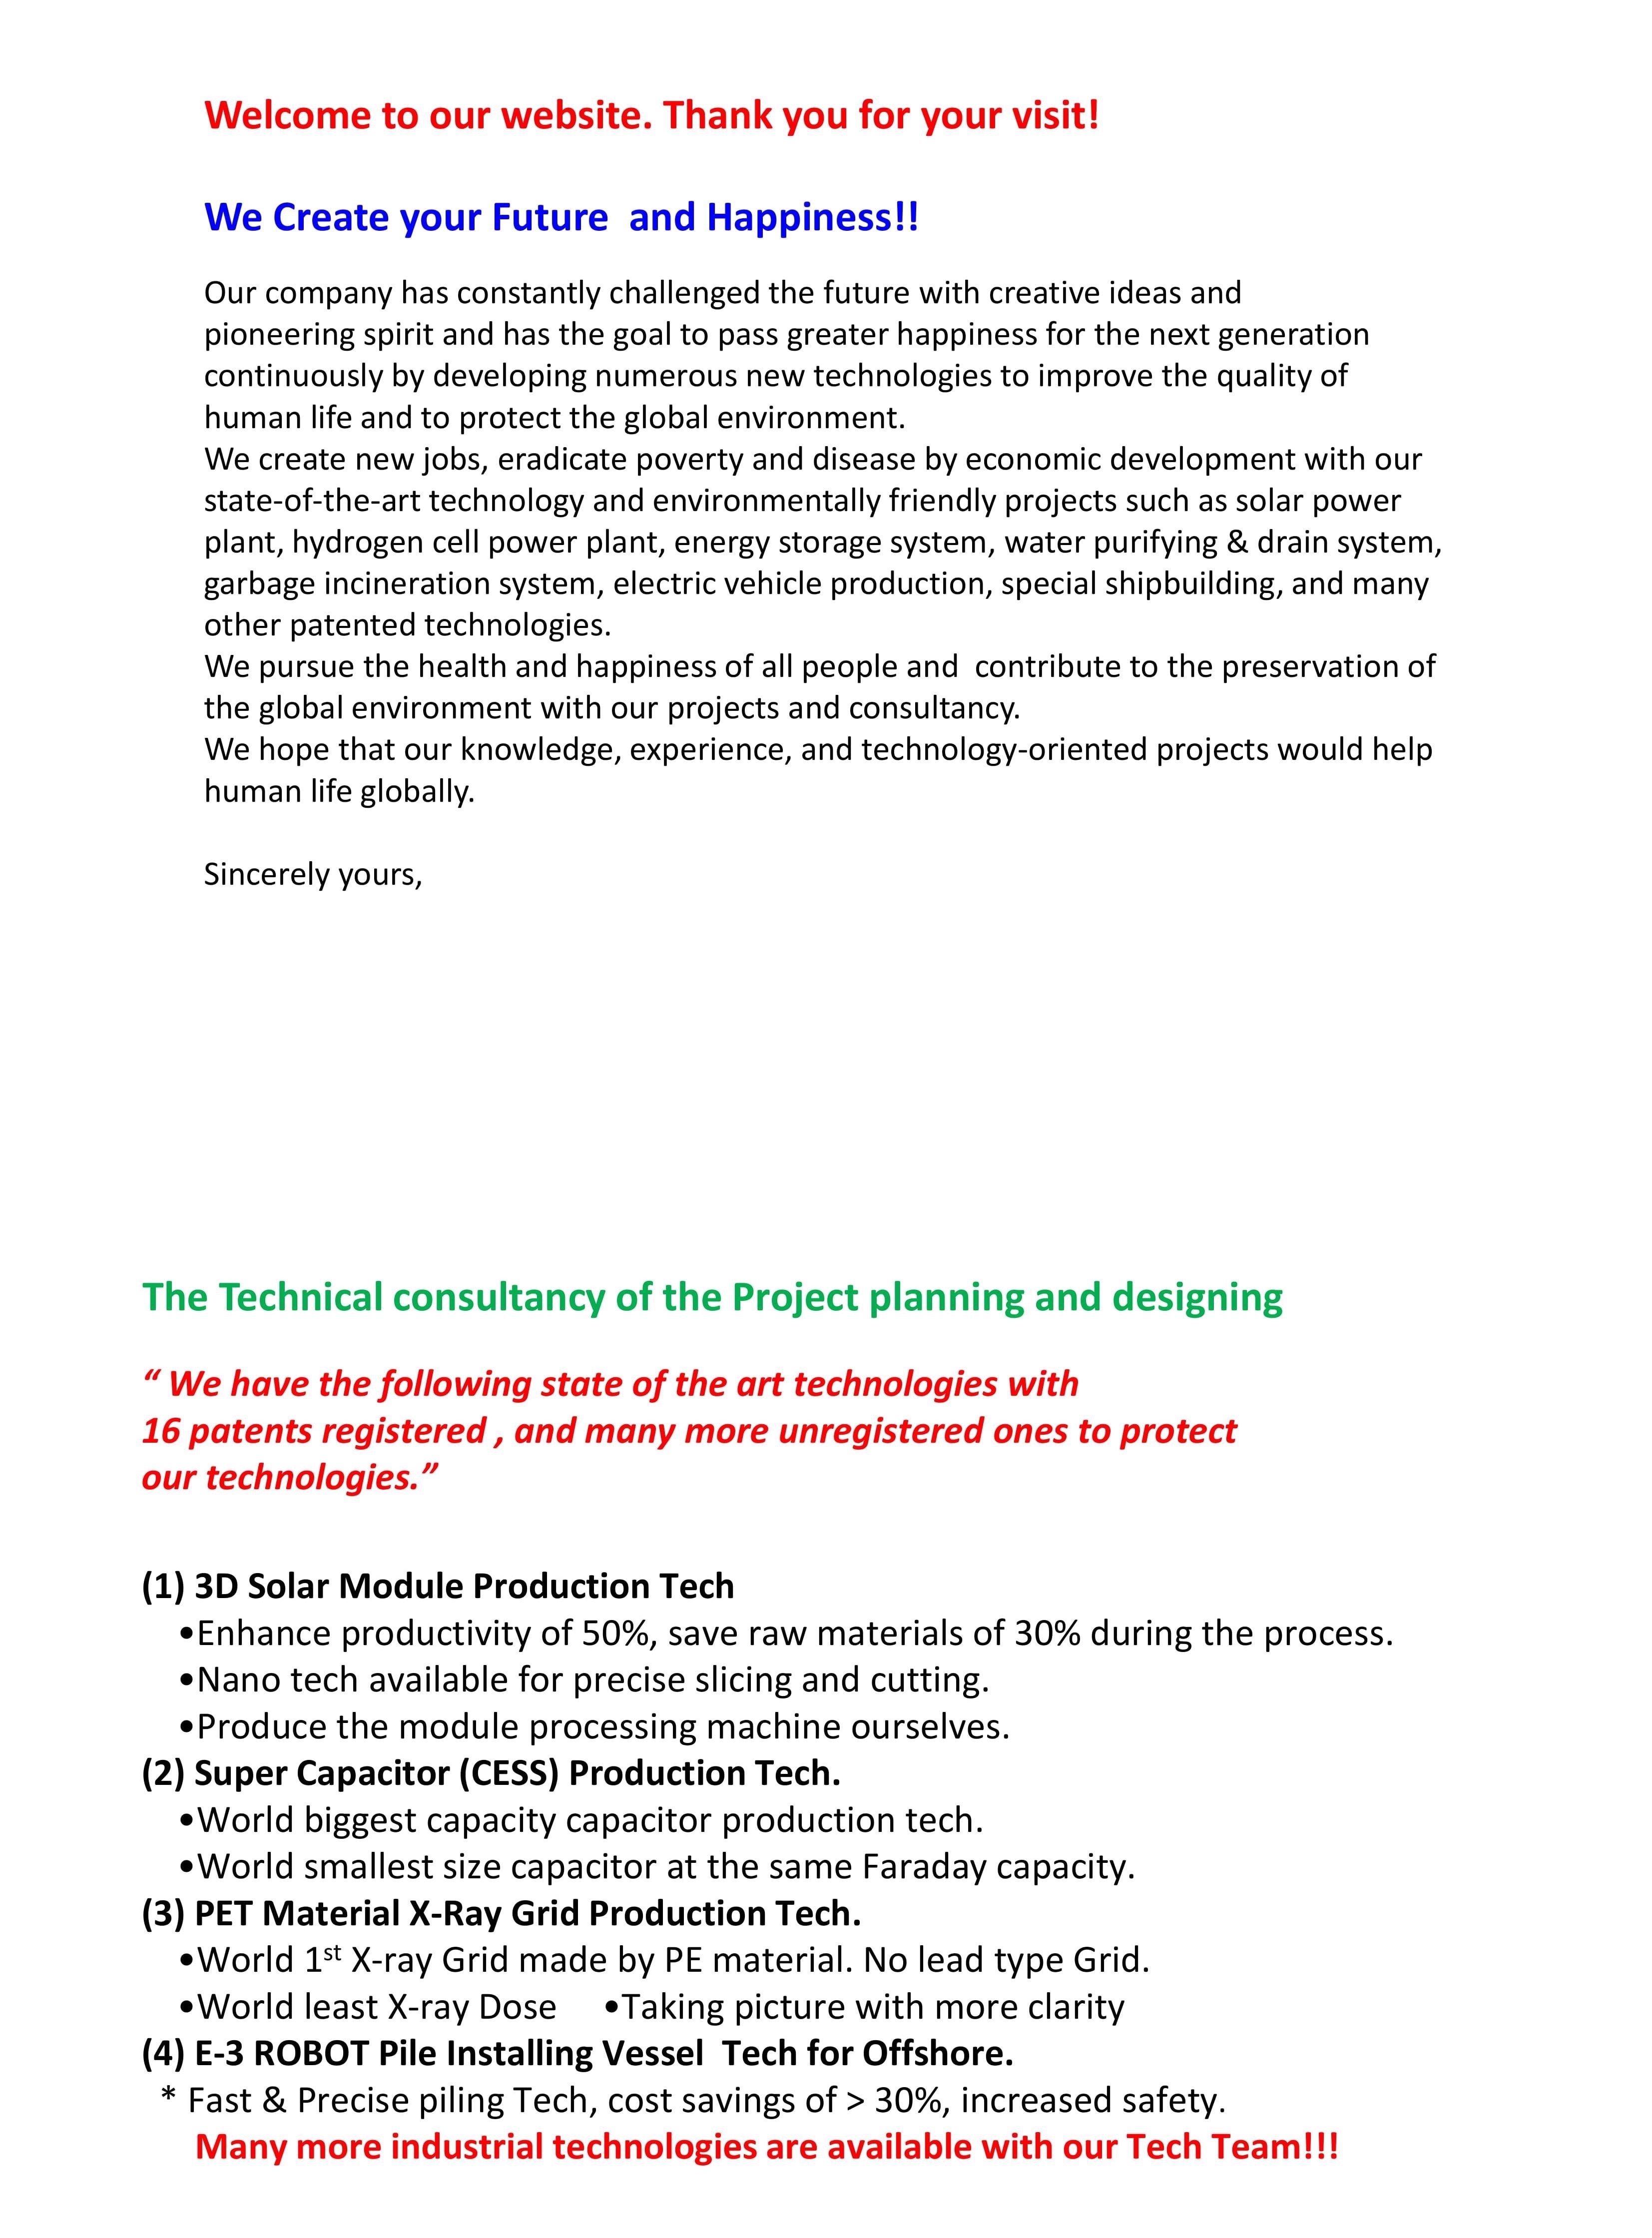 Welcome to our website. Thank you for your visit!
We Create your Future  and Happiness!!
Our company has constantly challenged the future with creative ideas and
pioneering spirit and has the goal to pass greater happiness for the next generation
continuously by developing numerous new technologies to improve the quality of
human life and to protect the global environment.
We create new jobs, eradicate poverty and disease by economic development with our
state-of-the-art technology and environmentally friendly projects such as solar power
plant, hydrogen cell power plant, energy storage system, water purifying & drain system,
garbage incineration system, electric vehicle production, special shipbuilding, and many
other patented technologies.
We pursue the health and happiness of all people and  contribute to the preservation of
the global environment with our projects and consultancy.
We hope that our knowledge, experience, and technology-oriented projects would help
human life globally.
Sincerely yours,
The Technical consultancy of the Project planning and designing
“ We have the following state of the art technologies with
16 patents registered , and many more unregistered ones to protect
our technologies.”
(1) 3D Solar Module Production Tech
•Enhance productivity of 50%, save raw materials of 30% during the process.
•Nano tech available for precise slicing and cutting.
•Produce the module processing machine ourselves.
(2) Super Capacitor (CESS) Production Tech.
•World biggest capacity capacitor production tech.
•World smallest size capacitor at the same Faraday capacity.
(3) PET Material X-Ray Grid Production Tech.
•World 1st X-ray Grid made by PE material. No lead type Grid.
•World least X-ray Dose     •Taking picture with more clarity
(4) E-3 ROBOT Pile Installing Vessel  Tech for Offshore.
* Fast & Precise piling Tech, cost savings of > 30%, increased safety.
Many more industrial technologies are available with our Tech Team!!!